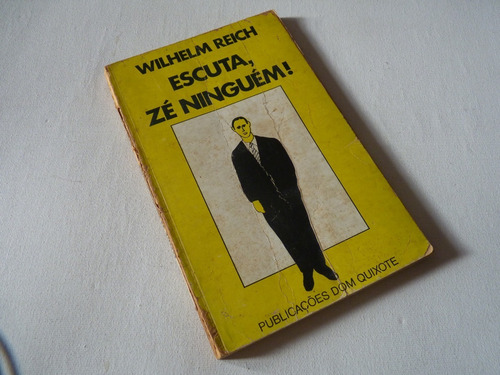 WILHELM REICH
ESCUTA,
ZÉ NINGUÉM!
PUBLICAÇÕES DOM QUIXOTE